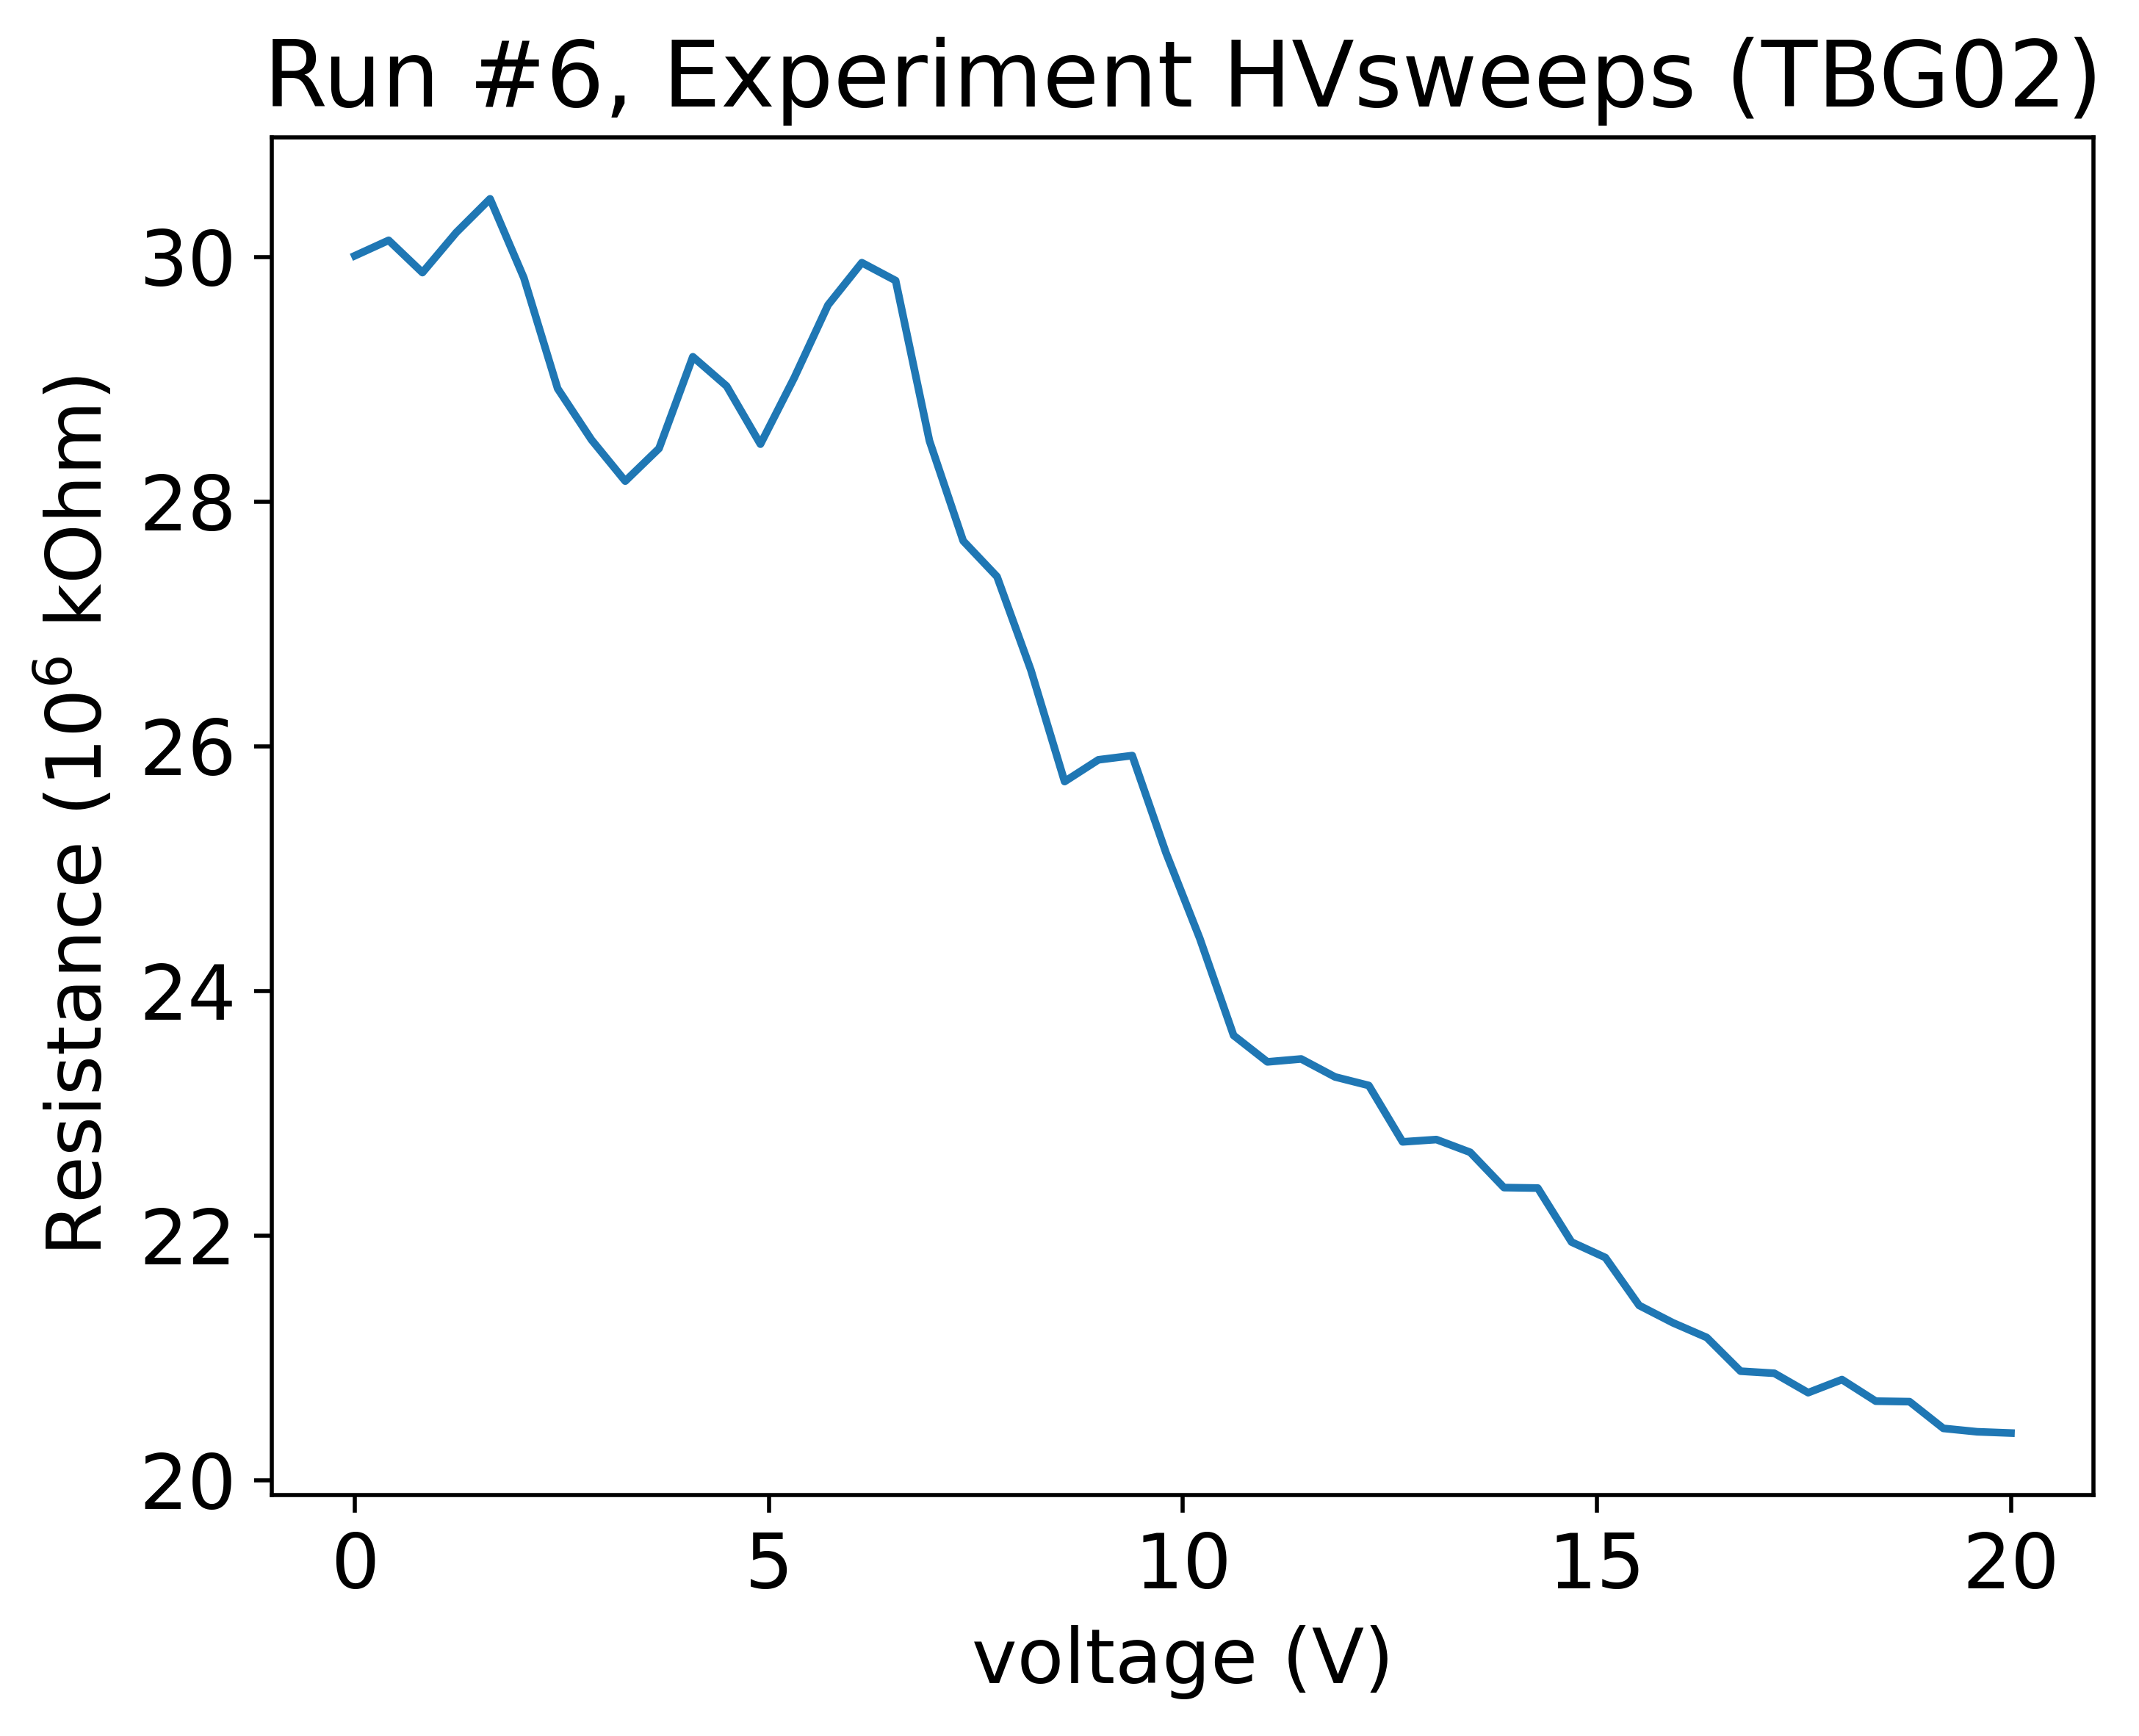 Run #6, Experiment HVsweeps (TBG02)
Resistance (10⁶ kOhm)
30
28
26
24
22
20
0 5 10 15 20
voltage (V)